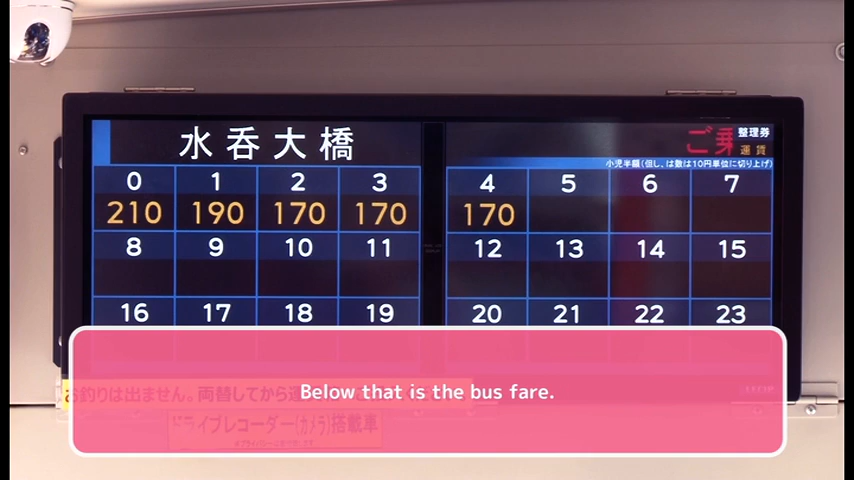 水呑大橋
ご乗
整理券
運賃
小児半額(但し、は数は10円単位に切り上げ)
0 1 2 3 4 5 6 7
210 190 170 170 170
8 9 10 11 12 13 14 15
16 17 18 19 20 21 22 23
お釣りは出ません。両替してから運
Below that is the bus fare.
ドライブレコーダー(カメラ)搭載車